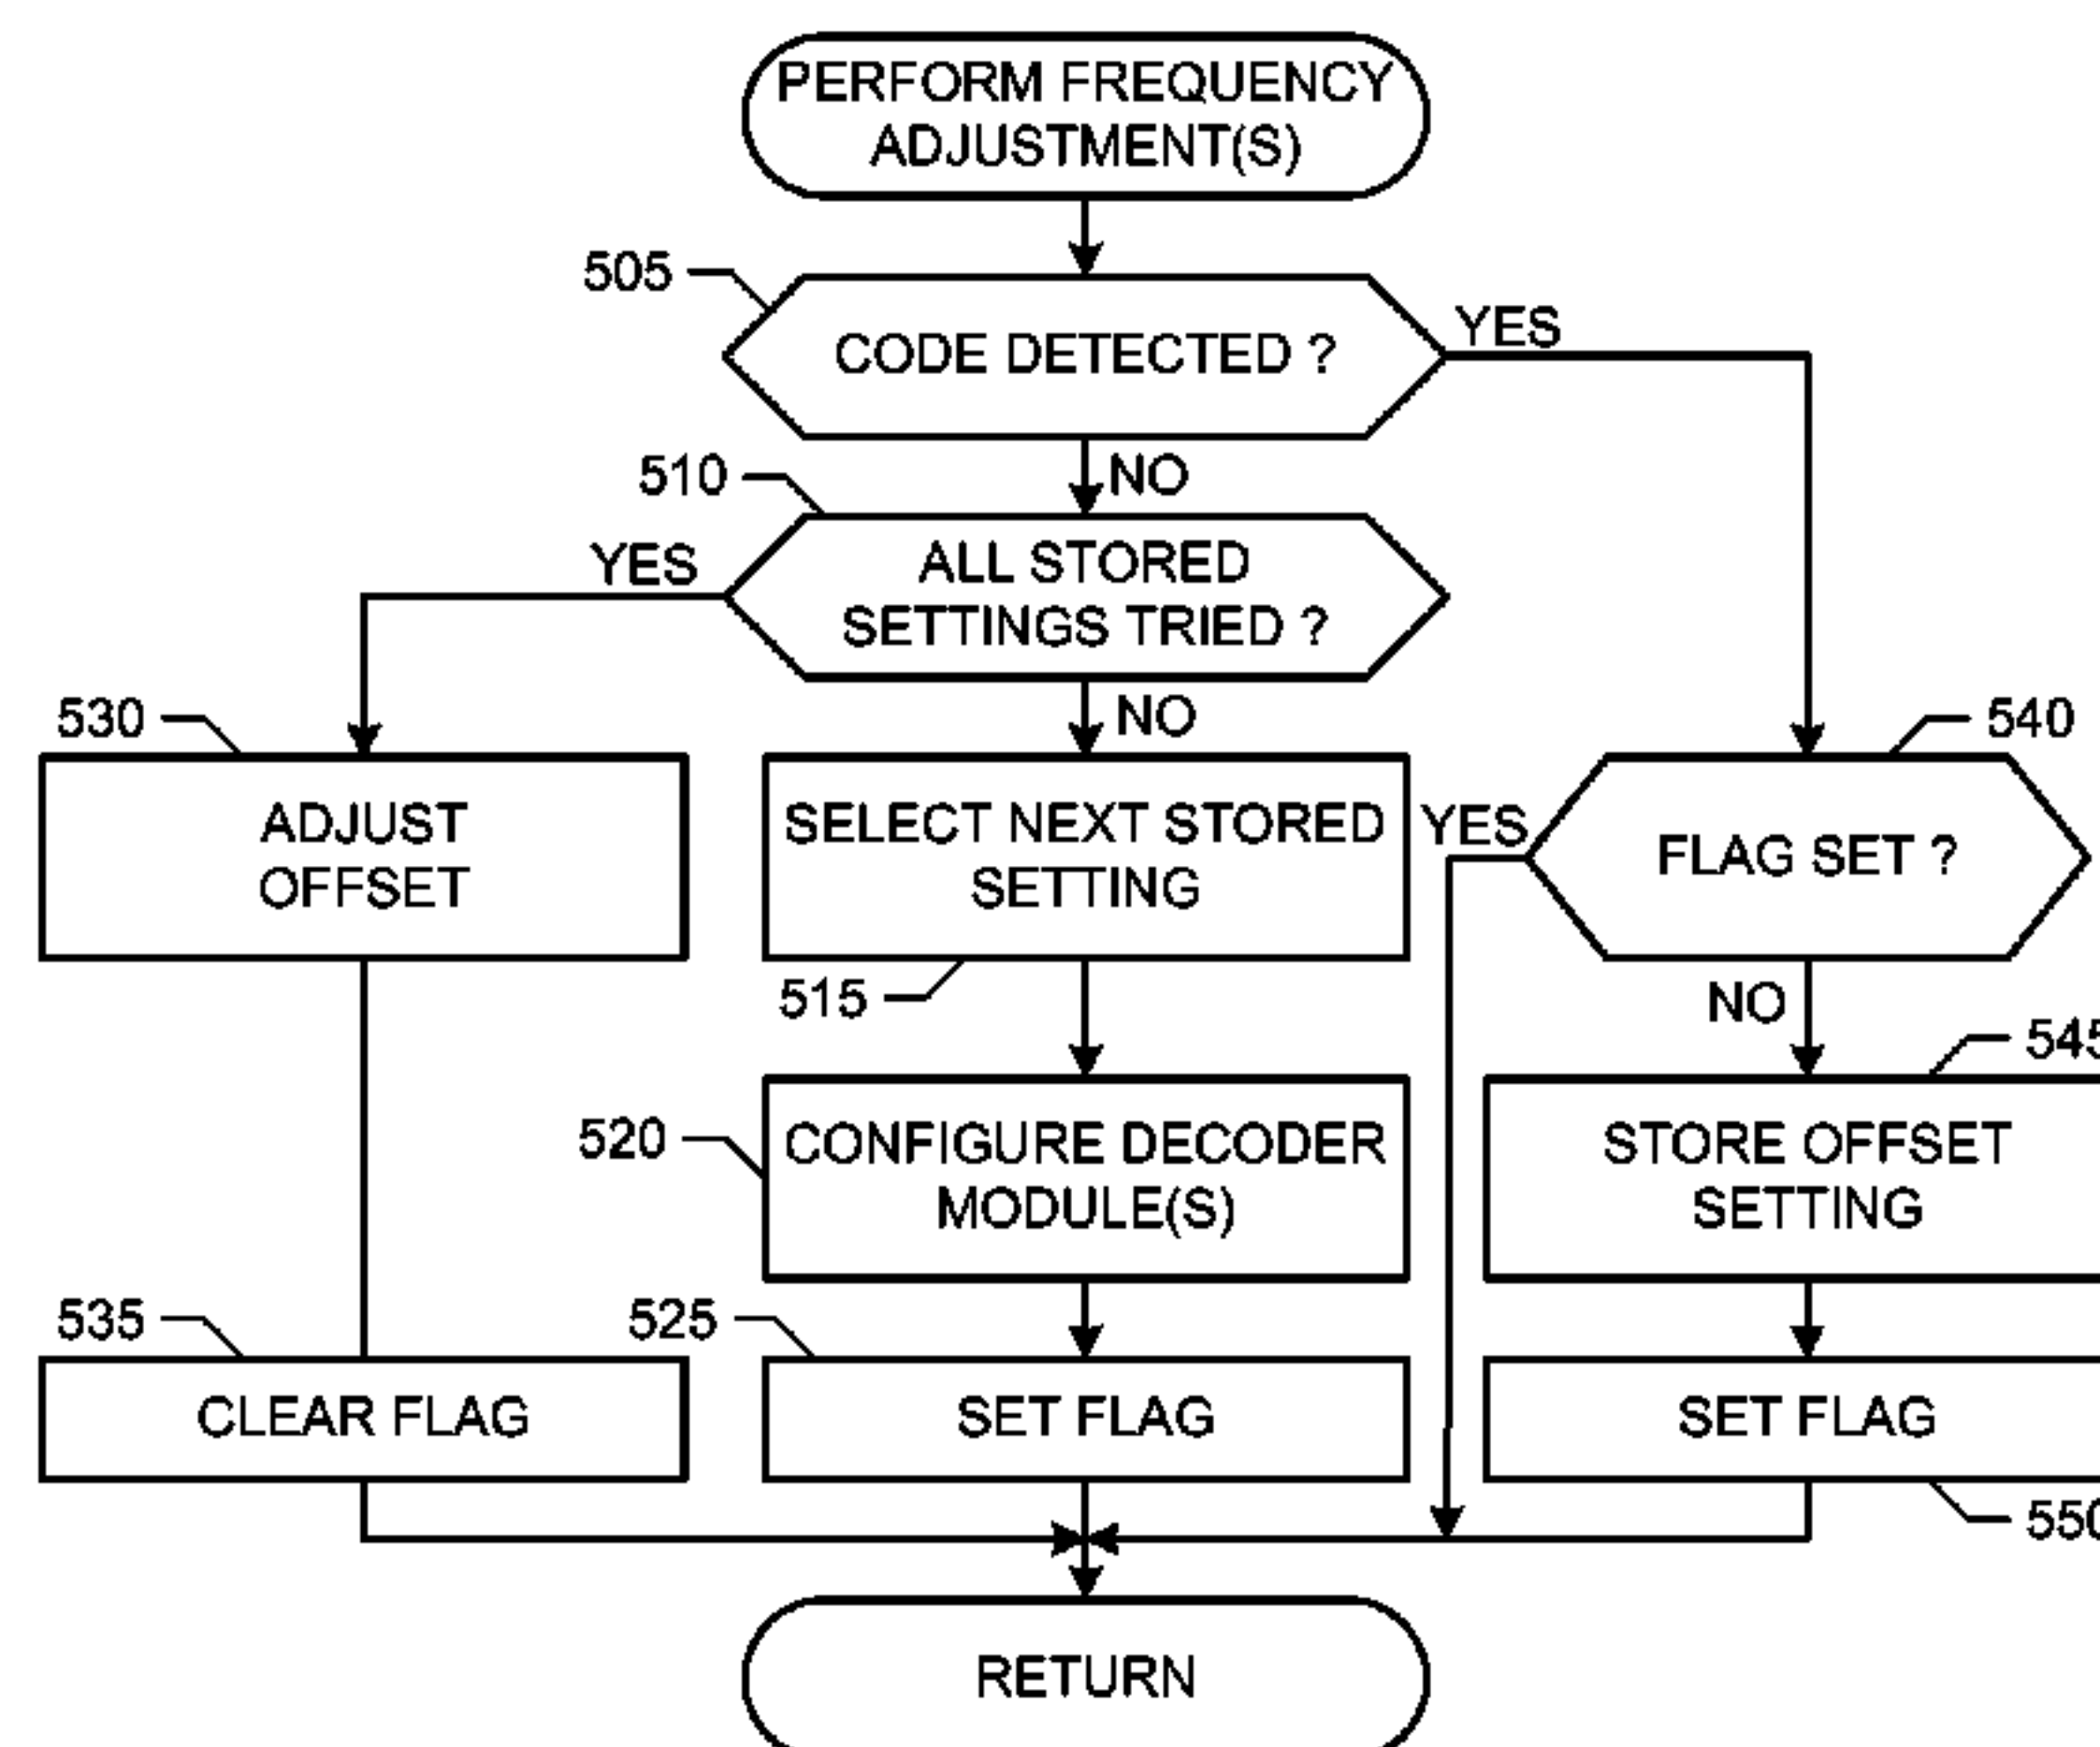 PERFORM FREQUENCY
ADJUSTMENT(S)
505
CODE DETECTED ?
YES
NO
510
ALL STORED
SETTINGS TRIED ?
YES
NO
530
ADJUST
OFFSET
SELECT NEXT STORED
SETTING
515
540
FLAG SET ?
YES
NO
520
CONFIGURE DECODER
MODULE(S)
545
STORE OFFSET
SETTING
535
CLEAR FLAG
525
SET FLAG
SET FLAG
550
RETURN